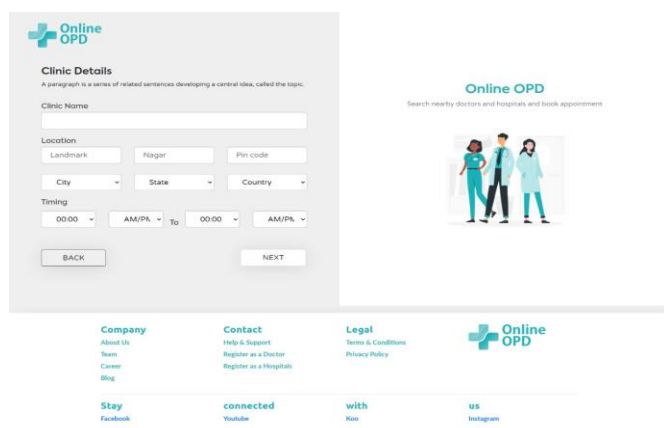 Online
OPD
Clinic Details
A paragraph is a series of related sentences developing a central idea, called the topic.
Clinic Name
Location
Landmark Nagar Pin code
City State Country
Timing
00:00 AM/PM To 00:00 AM/PM
BACK NEXT
Online OPD
Search nearby doctors and hospitals and book appointment
Company Contact Legal
About Us Help & Support Terms & Conditions
Team Register as a Doctor Privacy Policy
Career Register as a Hospitals
Blog
Online
OPD
Stay connected with us
Facebook Youtube Koo Instagram